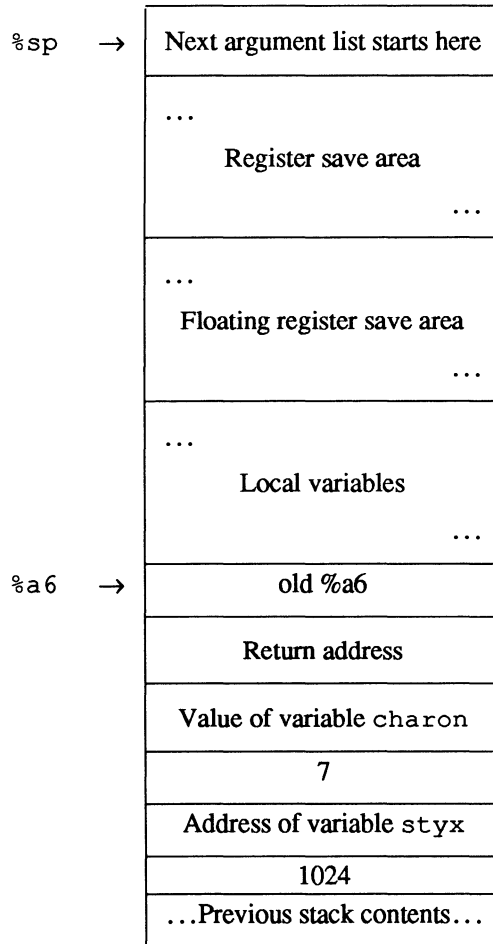 %sp → Next argument list starts here
...
Register save area
...
...
Floating register save area
...
...
Local variables
...
%a6 → old %a6
Return address
Value of variable charon
7
Address of variable styx
1024
...Previous stack contents...